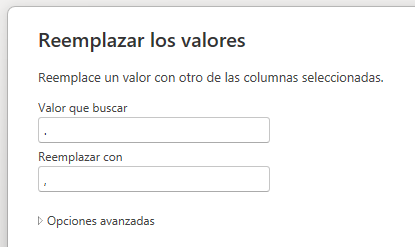 Reemplazar los valores
Reemplace un valor con otro de las columnas seleccionadas.
Valor que buscar
.
Reemplazar con
,
Opciones avanzadas